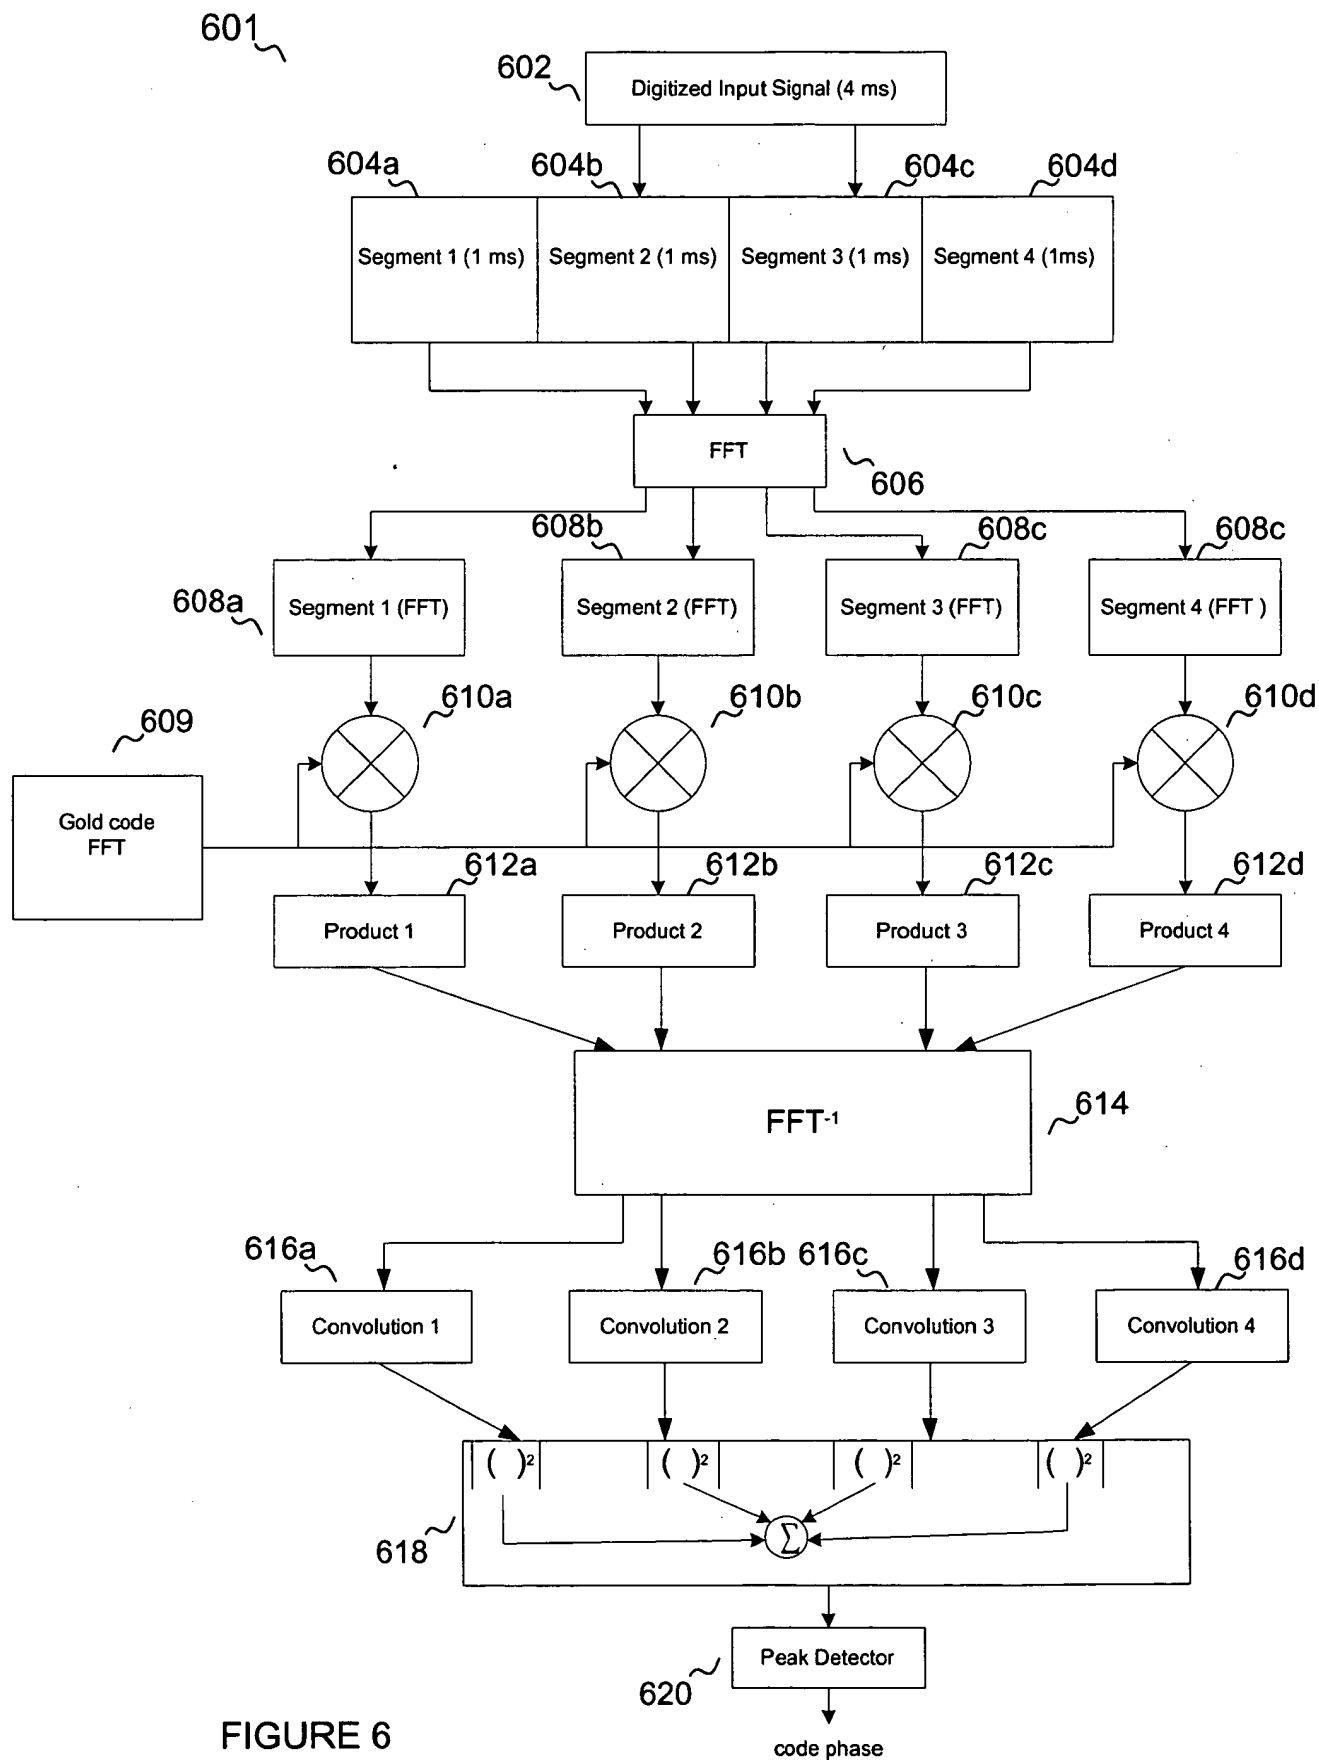 601
602
Digitized Input Signal (4 ms)
604a
604b
604c
604d
Segment 1 (1 ms)
Segment 2 (1 ms)
Segment 3 (1 ms)
Segment 4 (1ms)
FFT
606
608a
608b
608c
608c
Segment 1 (FFT)
Segment 2 (FFT)
Segment 3 (FFT)
Segment 4 (FFT )
609
610a
610b
610c
610d
Gold code
FFT
612a
612b
612c
612d
Product 1
Product 2
Product 3
Product 4
FFT-1
614
616a
616b
616c
616d
Convolution 1
Convolution 2
Convolution 3
Convolution 4
( )²
( )²
( )²
( )²
Σ
618
Peak Detector
620
FIGURE 6
code phase